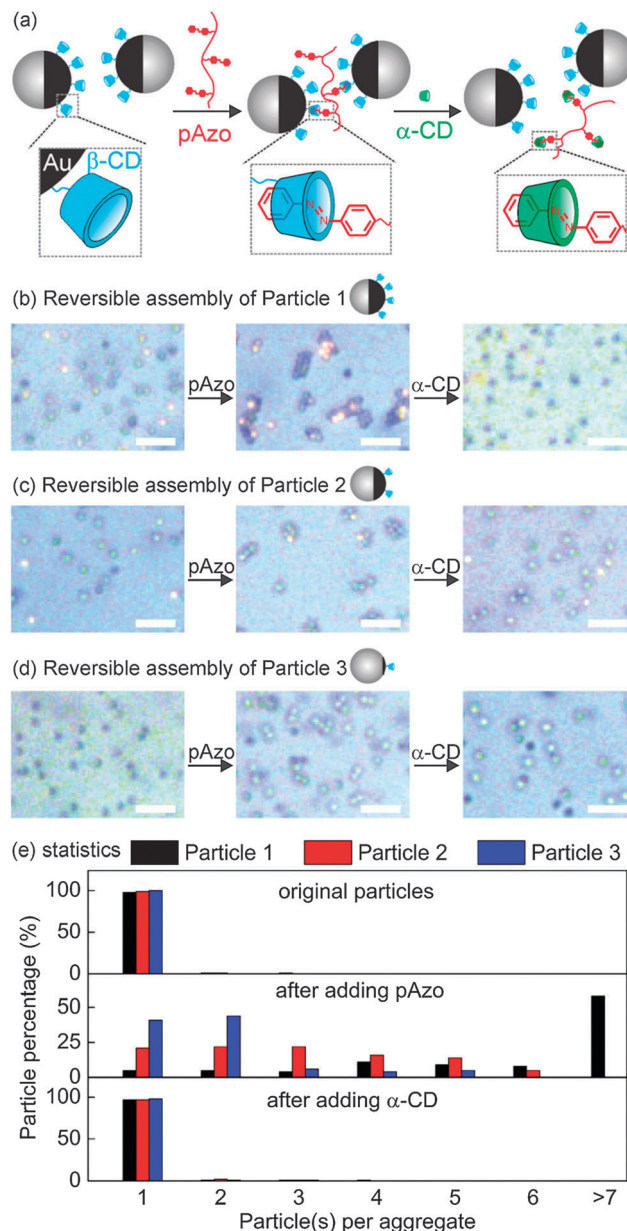 (a)
pAzo
α-CD
Au
β-CD
N
N
N
N
(b) Reversible assembly of Particle 1
pAzo
α-CD
(c) Reversible assembly of Particle 2
pAzo
α-CD
(d) Reversible assembly of Particle 3
pAzo
α-CD
(e) statistics
Particle 1
Particle 2
Particle 3
Particle percentage (%)
100
50
0
original particles
50
25
0
after adding pAzo
100
50
0
after adding α-CD
1 2 3 4 5 6 >7
Particle(s) per aggregate